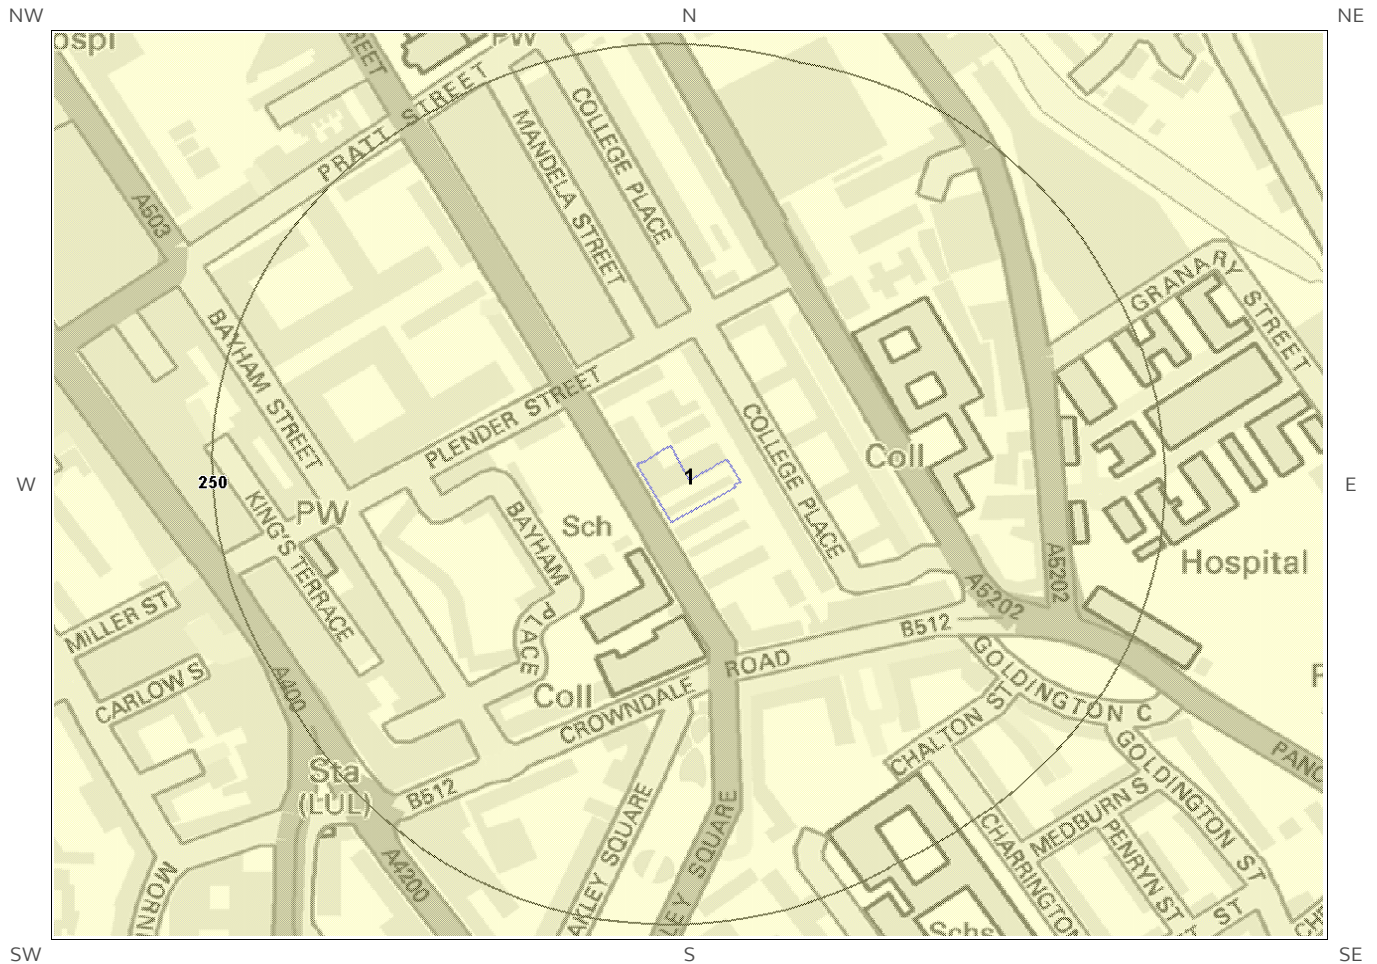 NW
N
NE
ospi
REET
PW
PRATT STREET
COLLEGE PLACE
MANDELA STREET
A503
GRANARY STREET
BAYHAM STREET
PLENDER STREET
COLLEGE PLACE
Coll
W
250
1
E
KING'S TERRACE
PW
BAYHAM PLACE
Sch
Hospital
A5202
A5202
MILLER ST
B512
CARLOW S
A400
ROAD
Coll
CROWNDALE
GOLDINGTON C
CHALTON ST
Sta
(LUL)
B512
GOLDINGTON ST
PANC
MEDBURN S
PENRYN ST
CHARRINGTON
AKLEY SQUARE
LEY SQUARE
A4200
MORN
Schs
ST
CH
SW
S
SE